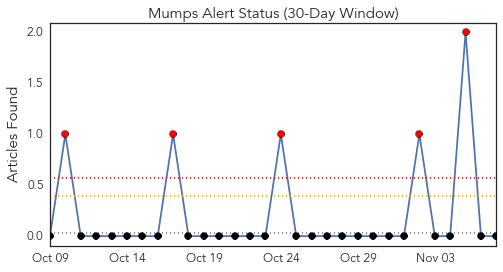 Mumps Alert Status (30-Day Window)
Articles Found
2.0
1.5
1.0
0.5
0.0
Oct 09 Oct 14 Oct 19 Oct 24 Oct 29 Nov 03